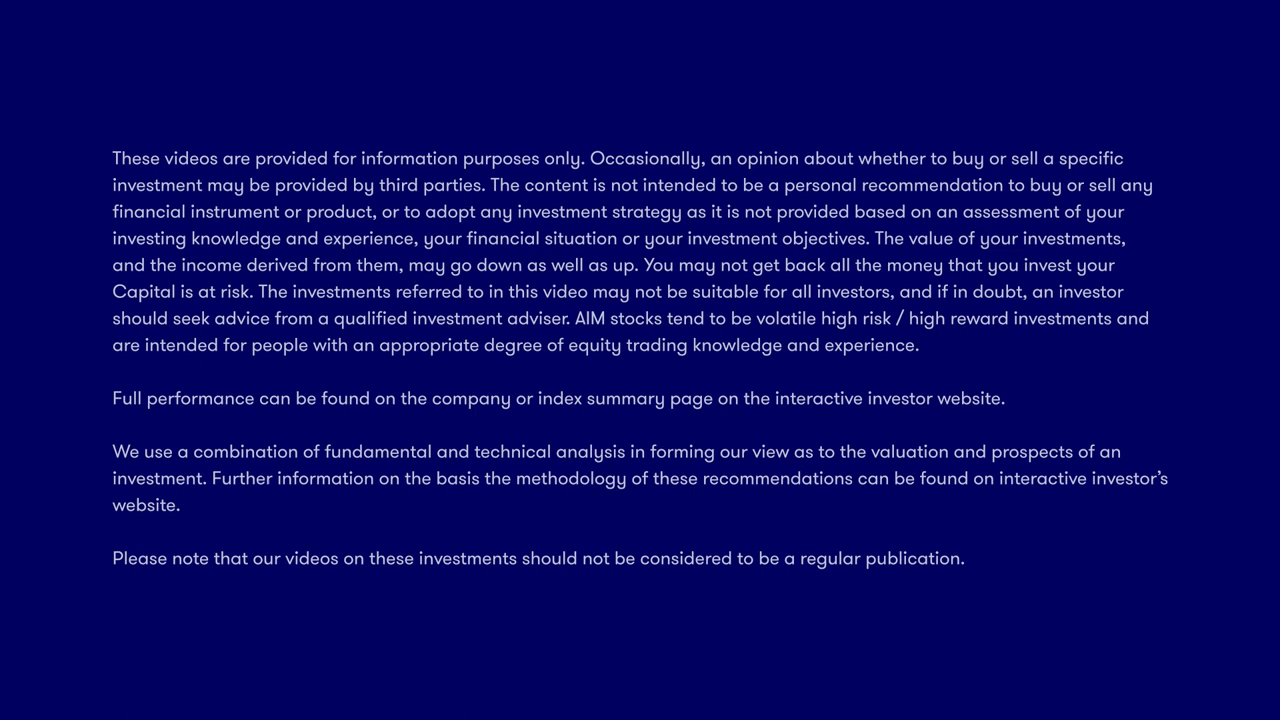 These videos are provided for information purposes only. Occasionally, an opinion about whether to buy or sell a specific
investment may be provided by third parties. The content is not intended to be a personal recommendation to buy or sell any
financial instrument or product, or to adopt any investment strategy as it is not provided based on an assessment of your
investing knowledge and experience, your financial situation or your investment objectives. The value of your investments,
and the income derived from them, may go down as well as up. You may not get back all the money that you invest your
Capital is at risk. The investments referred to in this video may not be suitable for all investors, and if in doubt, an investor
should seek advice from a qualified investment adviser. AIM stocks tend to be volatile high risk / high reward investments and
are intended for people with an appropriate degree of equity trading knowledge and experience.
Full performance can be found on the company or index summary page on the interactive investor website.
We use a combination of fundamental and technical analysis in forming our view as to the valuation and prospects of an
investment. Further information on the basis the methodology of these recommendations can be found on interactive investor’s
website.
Please note that our videos on these investments should not be considered to be a regular publication.